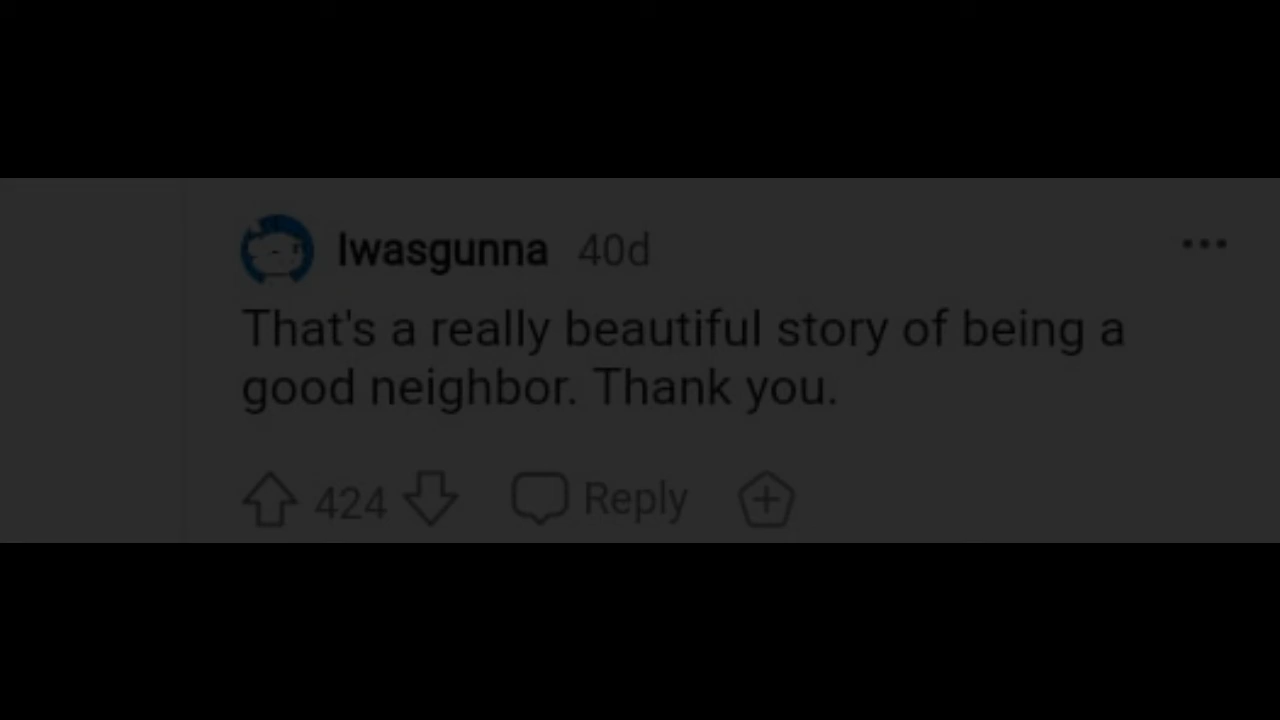 Iwasgunna 40d
That's a really beautiful story of being a
good neighbor. Thank you.
424 Reply